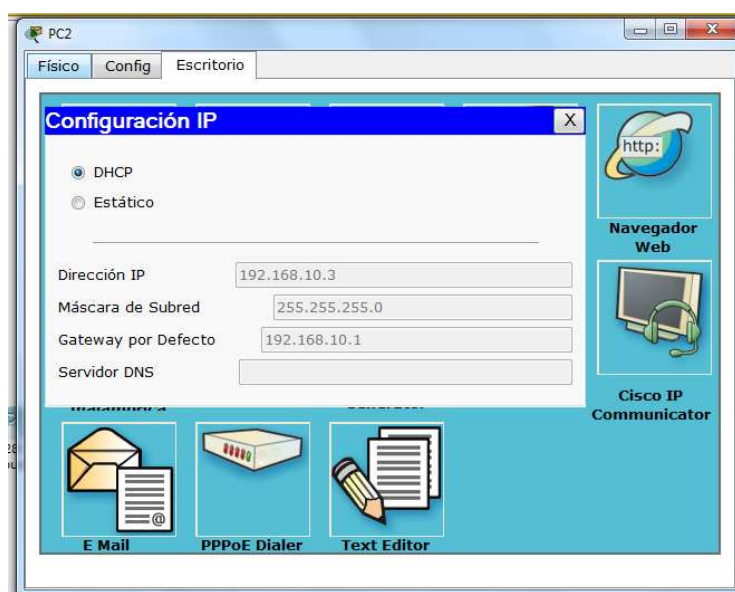 PC2
Físico Config Escritorio
Configuración IP X
http:
DHCP
Estático
Navegador
Web
Dirección IP 192.168.10.3
Máscara de Subred 255.255.255.0
Gateway por Defecto 192.168.10.1
Servidor DNS
Cisco IP
Communicator
@
E Mail PPPoE Dialer Text Editor